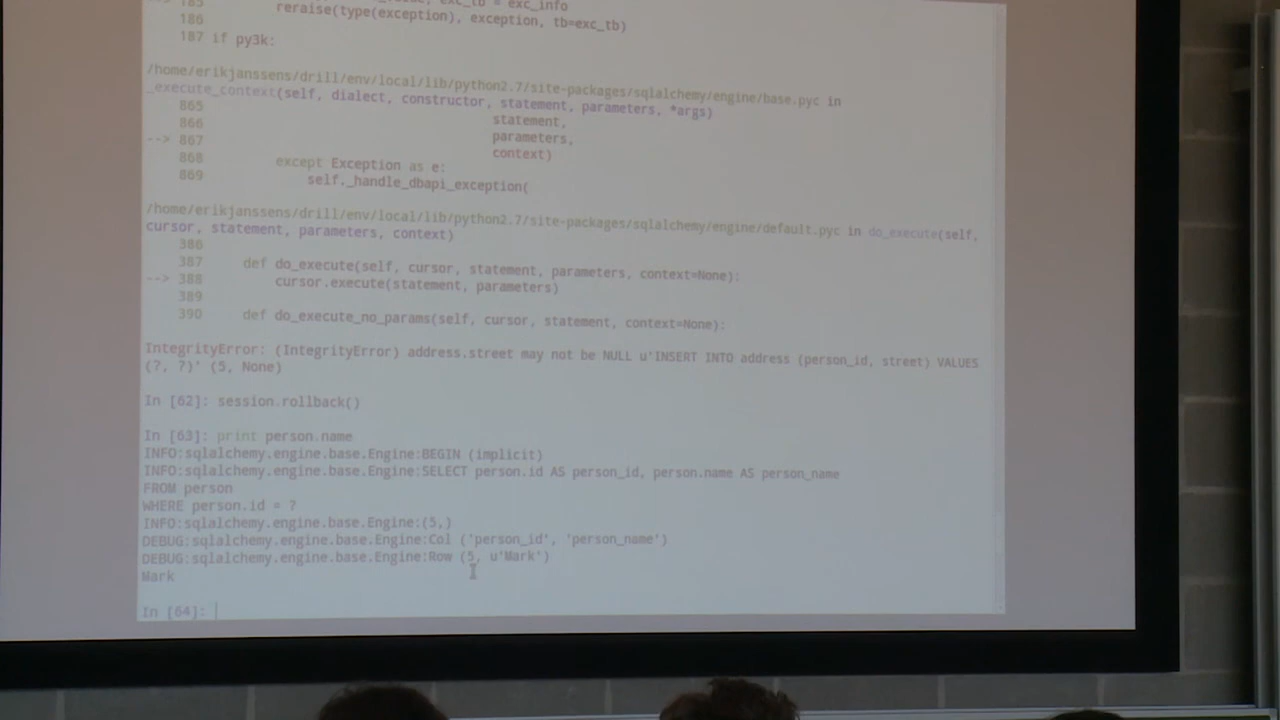 185 exc_tb = exc_info
186 reraise(type(exception), exception, tb=exc_tb)
187 if py3k:
/home/erikjanssens/drill/env/local/lib/python2.7/site-packages/sqlalchemy/engine/base.pyc in
_execute_context(self, dialect, constructor, statement, parameters, *args)
865 statement,
866 parameters,
--> 867 context)
868 except Exception as e:
869 self._handle_dbapi_exception(
/home/erikjanssens/drill/env/local/lib/python2.7/site-packages/sqlalchemy/engine/default.pyc in do_execute(self,
cursor, statement, parameters, context)
386
387 def do_execute(self, cursor, statement, parameters, context=None):
--> 388 cursor.execute(statement, parameters)
389
390 def do_execute_no_params(self, cursor, statement, context=None):
IntegrityError: (IntegrityError) address.street may not be NULL u'INSERT INTO address (person_id, street) VALUES
(?, ?)' (5, None)
In [62]: session.rollback()
In [63]: print person.name
INFO:sqlalchemy.engine.base.Engine:BEGIN (implicit)
INFO:sqlalchemy.engine.base.Engine:SELECT person.id AS person_id, person.name AS person_name
FROM person
WHERE person.id = ?
INFO:sqlalchemy.engine.base.Engine:(5,)
DEBUG:sqlalchemy.engine.base.Engine:Col ('person_id', 'person_name')
DEBUG:sqlalchemy.engine.base.Engine:Row (5, u'Mark')
Mark
In [64]: